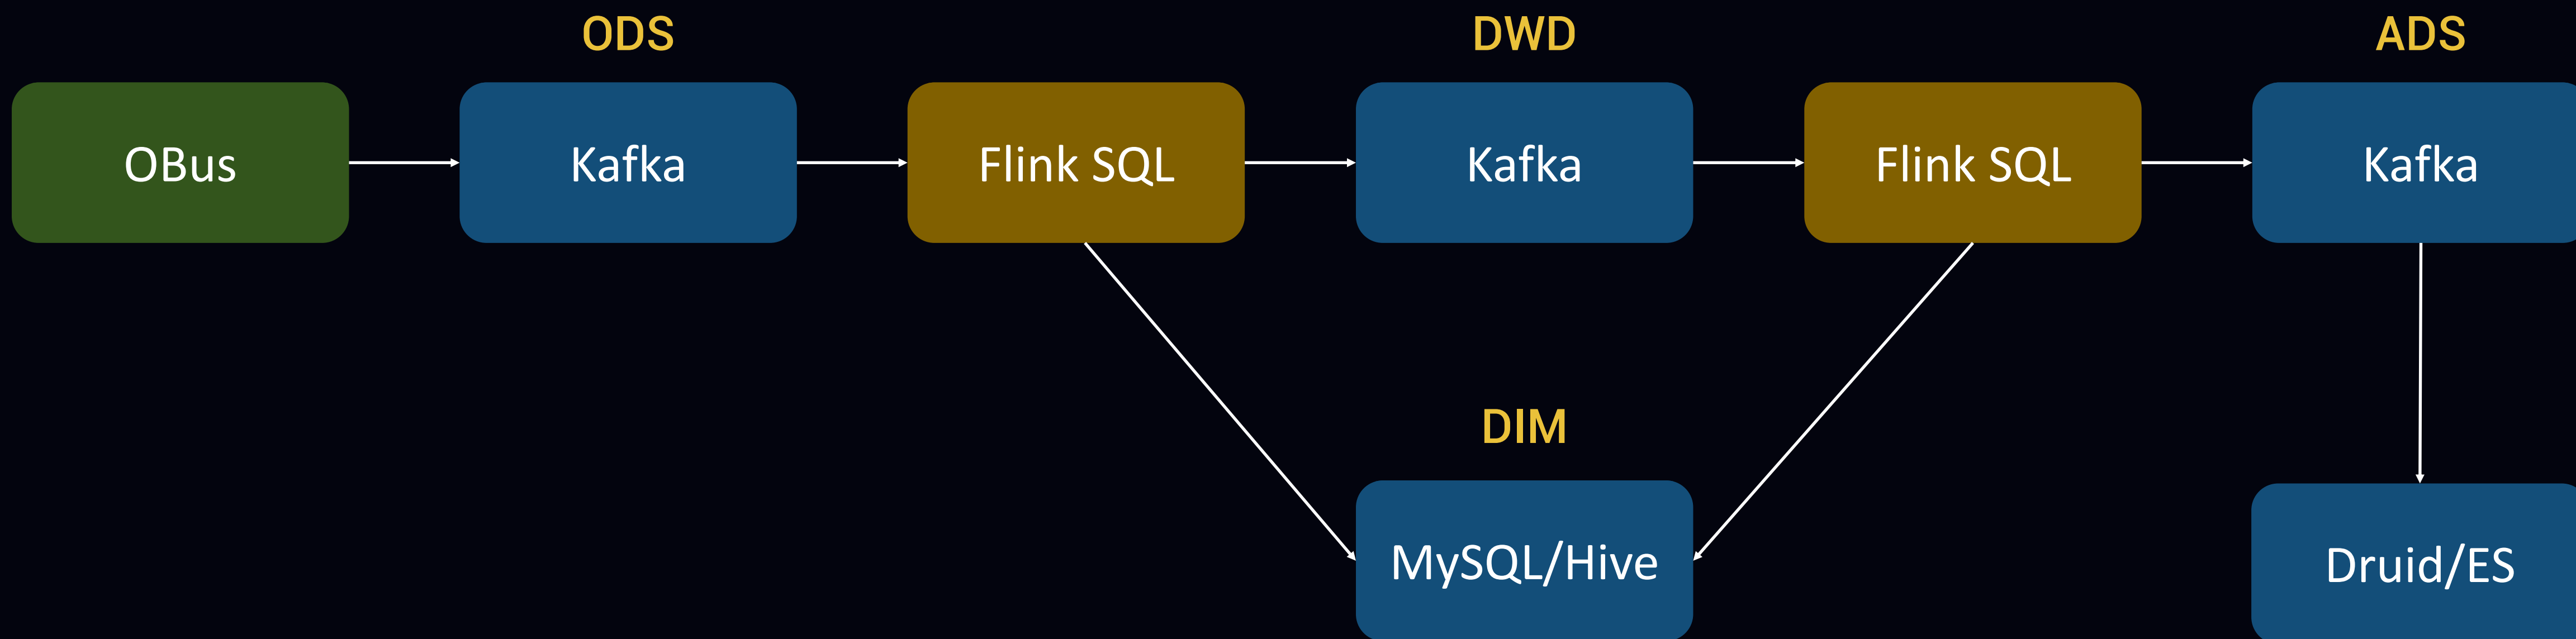 ODS
DWD
ADS
OBus
Kafka
Flink SQL
Kafka
Flink SQL
Kafka
DIM
MySQL/Hive
Druid/ES